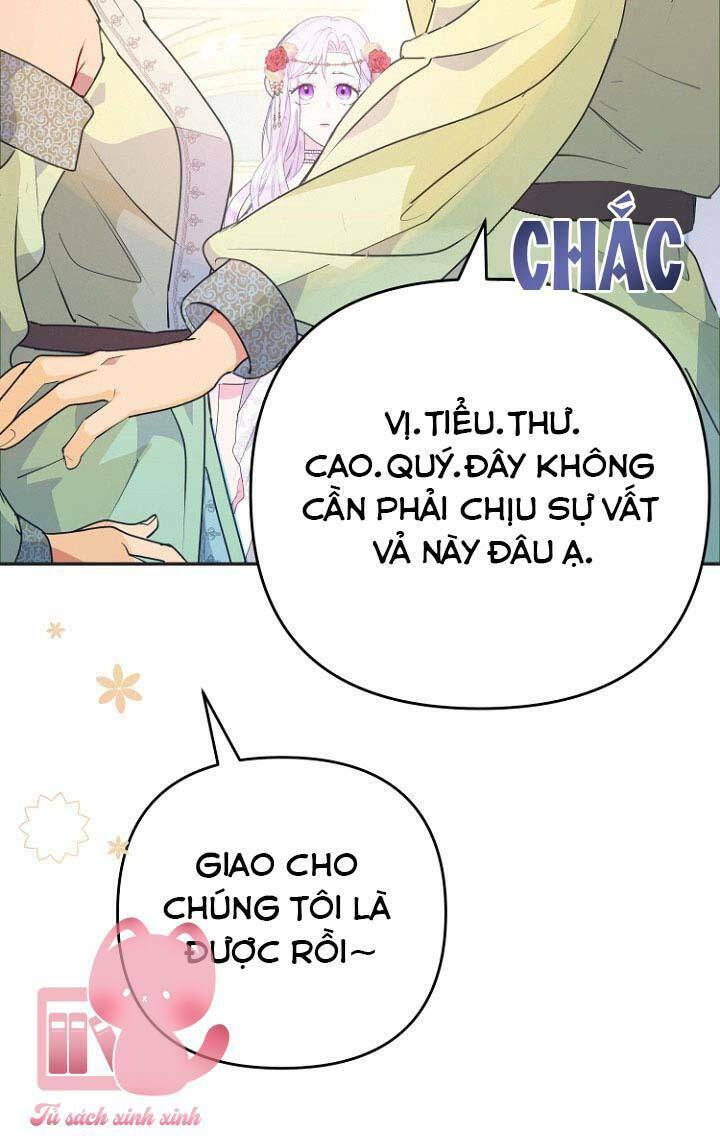 CHẮC
VỊ.TIỂU.THƯ.
CAO.QUÝ.ĐÂY KHÔNG
CẦN PHẢI CHỊU SỰ VẤT
VẢ NÀY ĐÂU Ạ.
GIAO CHO
CHÚNG TÔI LÀ
ĐƯỢC RỒI~
Tủ sách xinh xinh